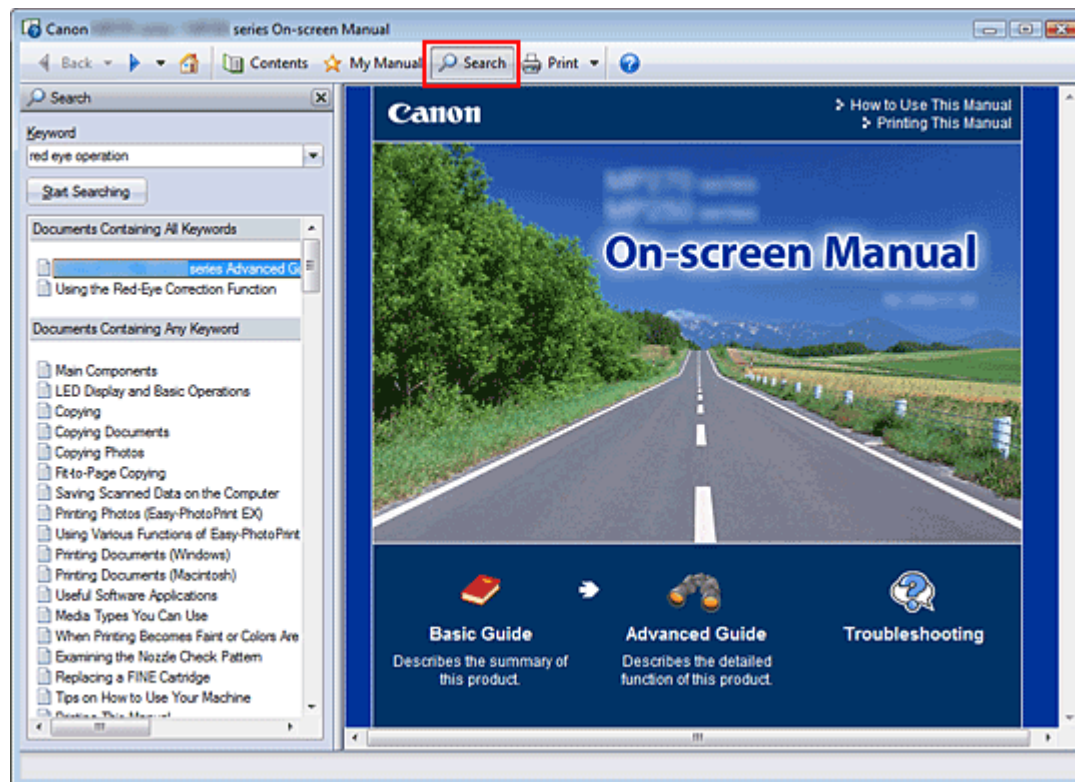 Canon series On-screen Manual
Back Contents My Manual Search Print
Search
Keyword
red eye operation
Start Searching
Documents Containing All Keywords
series Advanced G
Using the Red-Eye Correction Function
Documents Containing Any Keyword
Main Components
LED Display and Basic Operations
Copying
Copying Documents
Copying Photos
Fit-to-Page Copying
Saving Scanned Data on the Computer
Printing Photos (Easy-PhotoPrint EX)
Using Various Functions of Easy-PhotoPrint
Printing Documents (Windows)
Printing Documents (Macintosh)
Useful Software Applications
Media Types You Can Use
When Printing Becomes Faint or Colors Are
Examining the Nozzle Check Pattern
Replacing a FINE Cartridge
Tips on How to Use Your Machine
Printing This Manual
Canon
How to Use This Manual
Printing This Manual
series
series
On-screen Manual
Basic Guide
Describes the summary of
this product.
Advanced Guide
Describes the detailed
function of this product.
Troubleshooting